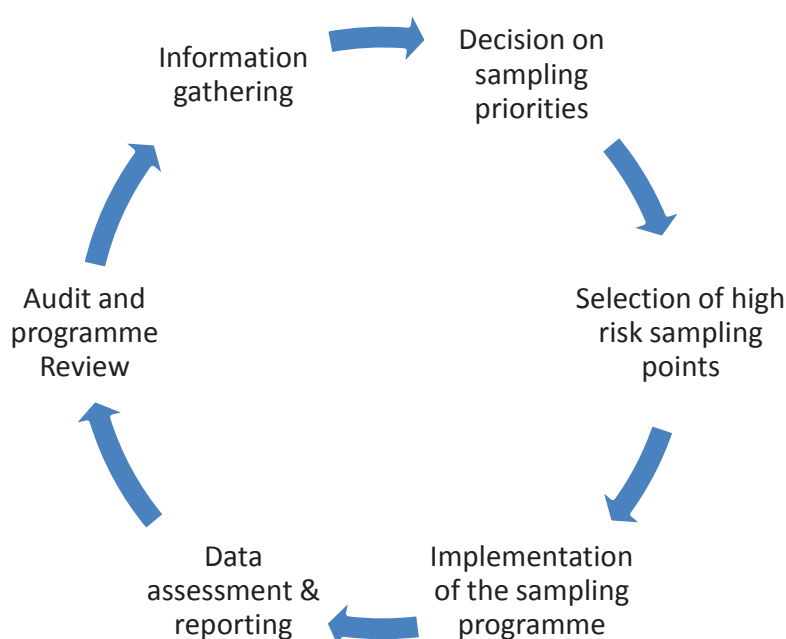 Information
gathering
Decision on
sampling
priorities
Selection of high
risk sampling
points
Implementation
of the sampling
programme
Data
assessment &
reporting
Audit and
programme
Review